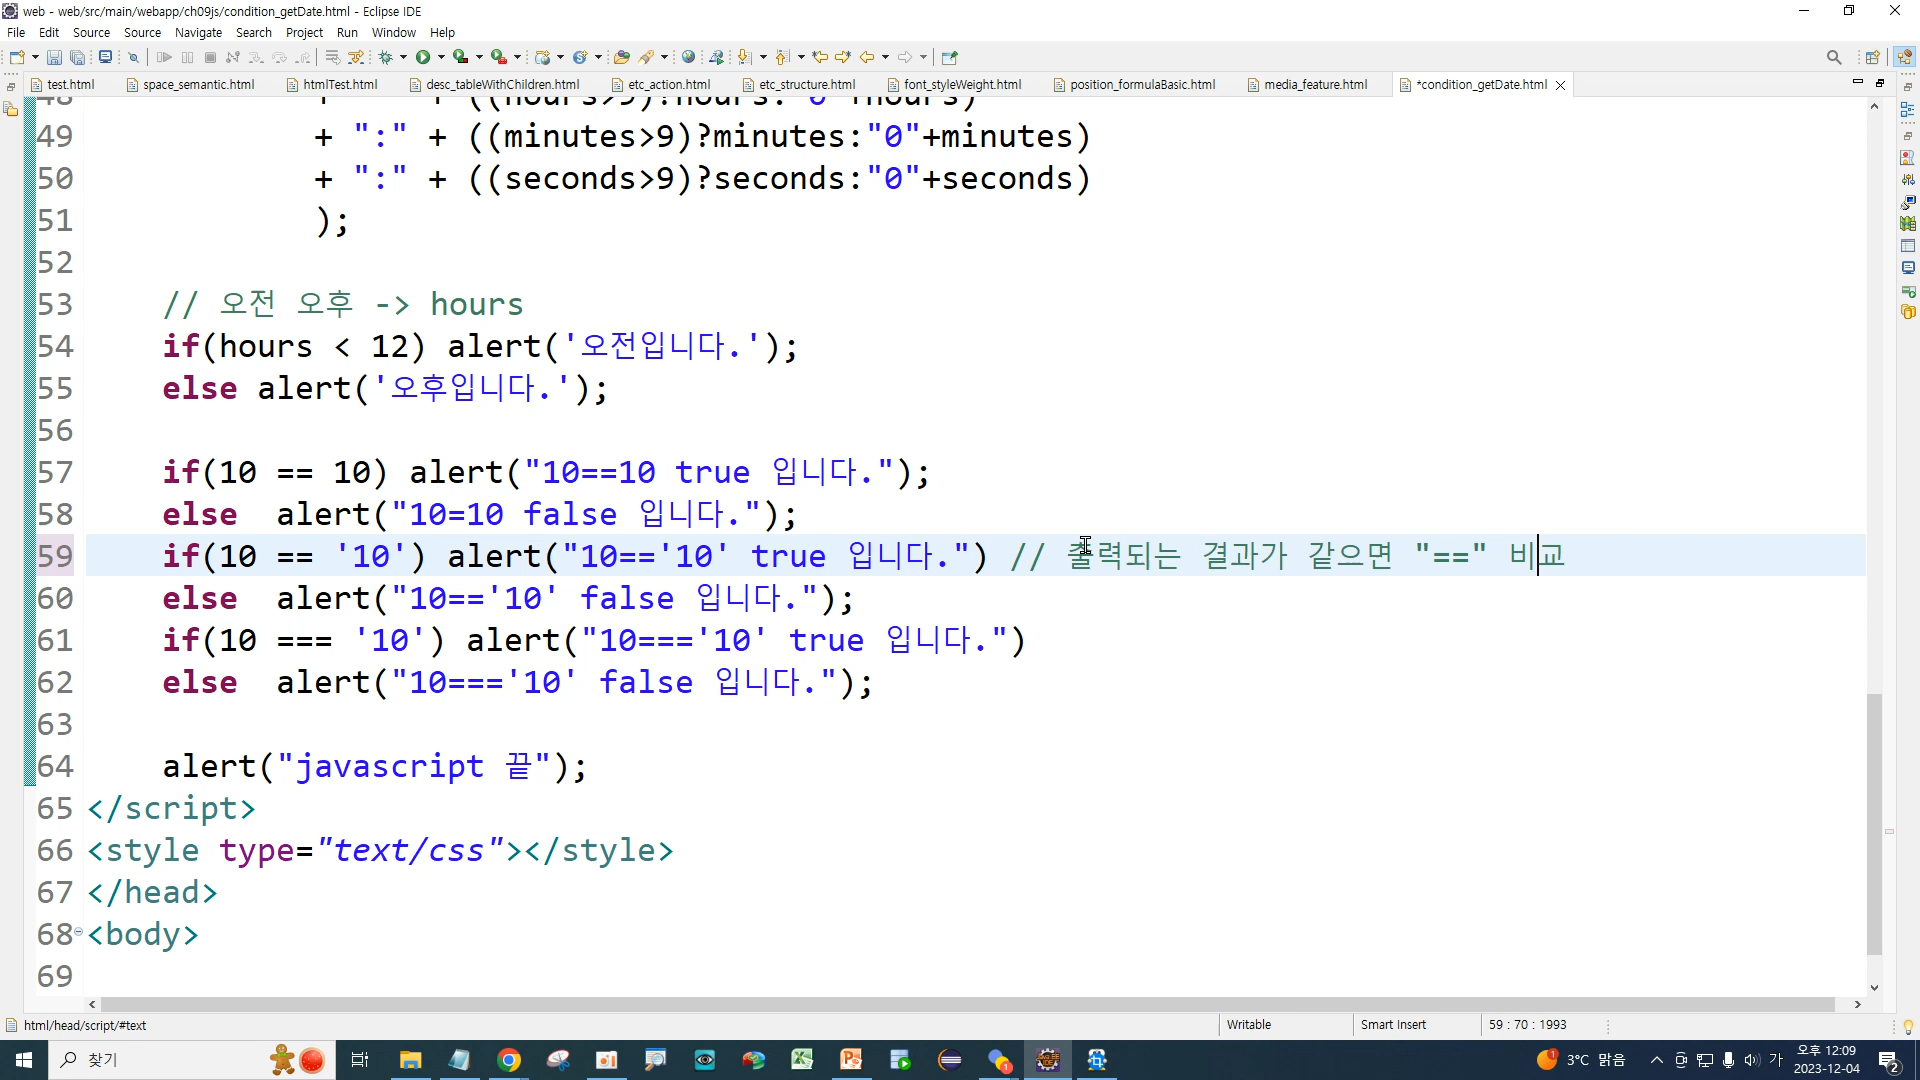 web - web/src/main/webapp/ch09js/condition_getDate.html - Eclipse IDE
File Edit Source Source Navigate Search Project Run Window Help
test.html space_semantic.html htmlTest.html desc_tableWithChildren.html etc_action.html etc_structure.html font_styleWeight.html position_formulaBasic.html media_feature.html *condition_getDate.html
48 + " " + ((hours>9)?hours:"0"+hours)
49 + ":" + ((minutes>9)?minutes:"0"+minutes)
50 + ":" + ((seconds>9)?seconds:"0"+seconds)
51 );
52
53 // 오전 오후 -> hours
54 if(hours < 12) alert('오전입니다.');
55 else alert('오후입니다.');
56
57 if(10 == 10) alert("10==10 true 입니다.");
58 else alert("10=10 false 입니다.");
59 if(10 == '10') alert("10=='10' true 입니다.") // 출력되는 결과가 같으면 "==" 비교
60 else alert("10=='10' false 입니다.");
61 if(10 === '10') alert("10==='10' true 입니다.")
62 else alert("10==='10' false 입니다.");
63
64 alert("javascript 끝");
65 </script>
66 <style type="text/css"></style>
67 </head>
68 <body>
69
html/head/script/#text Writable Smart Insert 59 : 70 : 1993
찾기 1 3°C 맑음 가 오후 12:09
2023-12-04 2